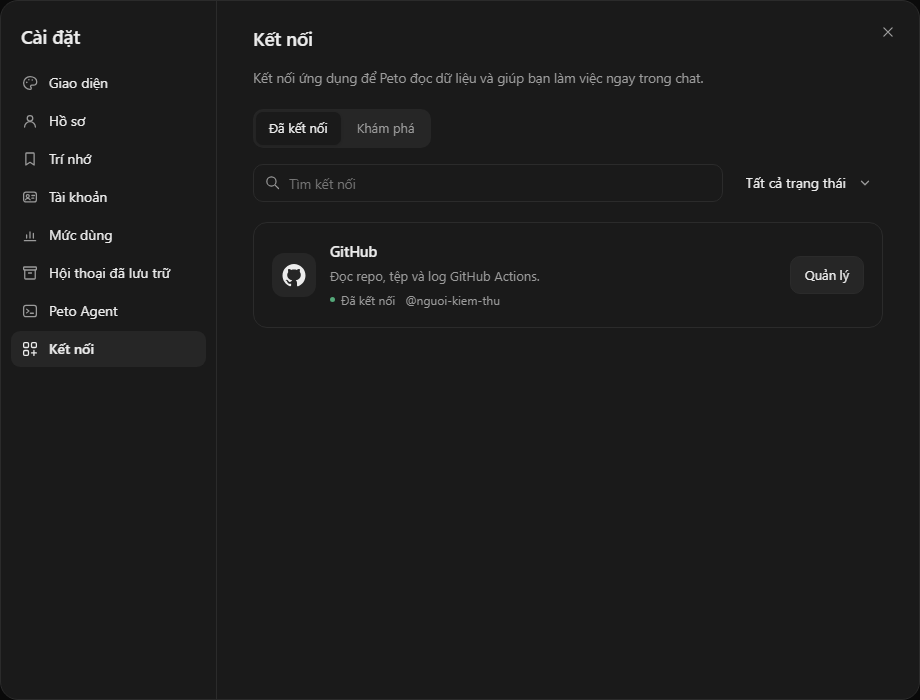 Cài đặt
Giao diện
Hồ sơ
Trí nhớ
Tài khoản
Mức dùng
Hội thoại đã lưu trữ
Peto Agent
Kết nối
Kết nối
Kết nối ứng dụng để Peto đọc dữ liệu và giúp bạn làm việc ngay trong chat.
Đã kết nối Khám phá
Tìm kết nối Tất cả trạng thái
GitHub
Đọc repo, tệp và log GitHub Actions.
Đã kết nối @nguoi-kiem-thu
Quản lý